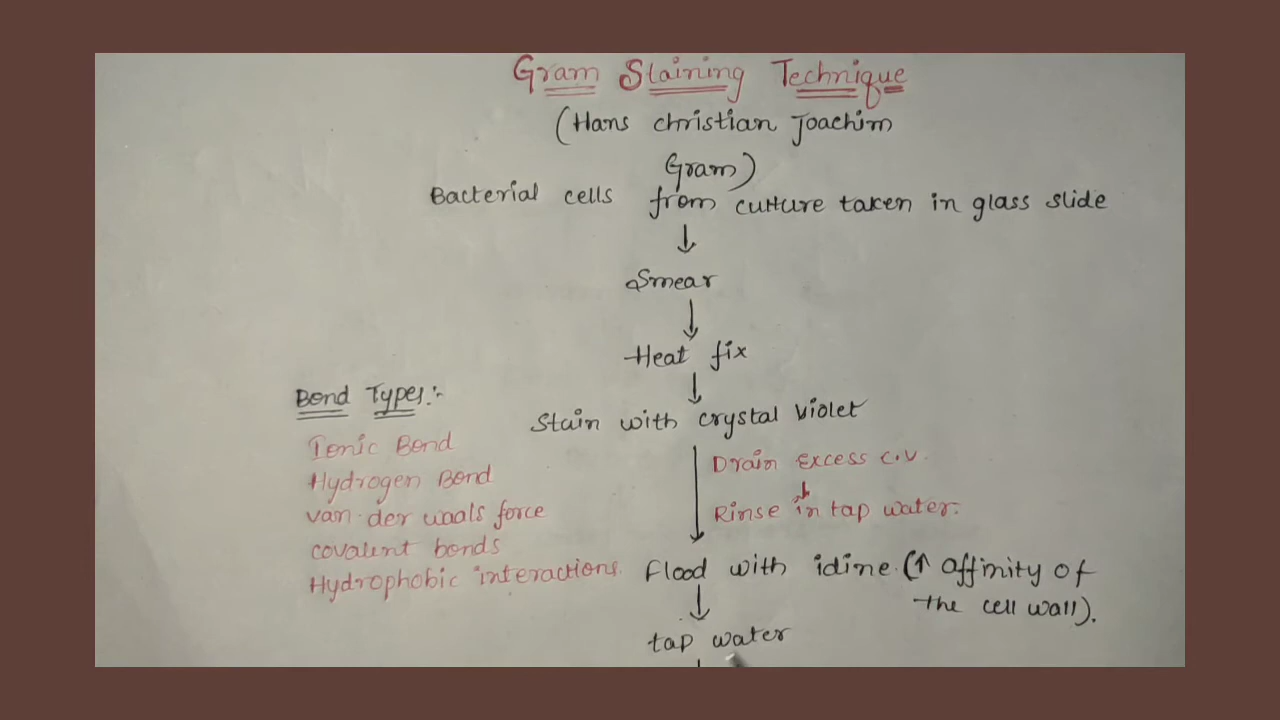 Gram Staining Technique
(Hans christian Joachim
Gram)
Bacterial cells from culture taken in glass slide
↓
Smear
↓
Heat fix
↓
Stain with crystal violet
↓ Drain excess c.v.
↓
Rinse in tap water.
Flood with idine (↑ affinity of
the cell wall).
↓
tap water
Bond Types:-
Ionic Bond
Hydrogen Bond
van-der waals force
covalent bonds
Hydrophobic interactions.